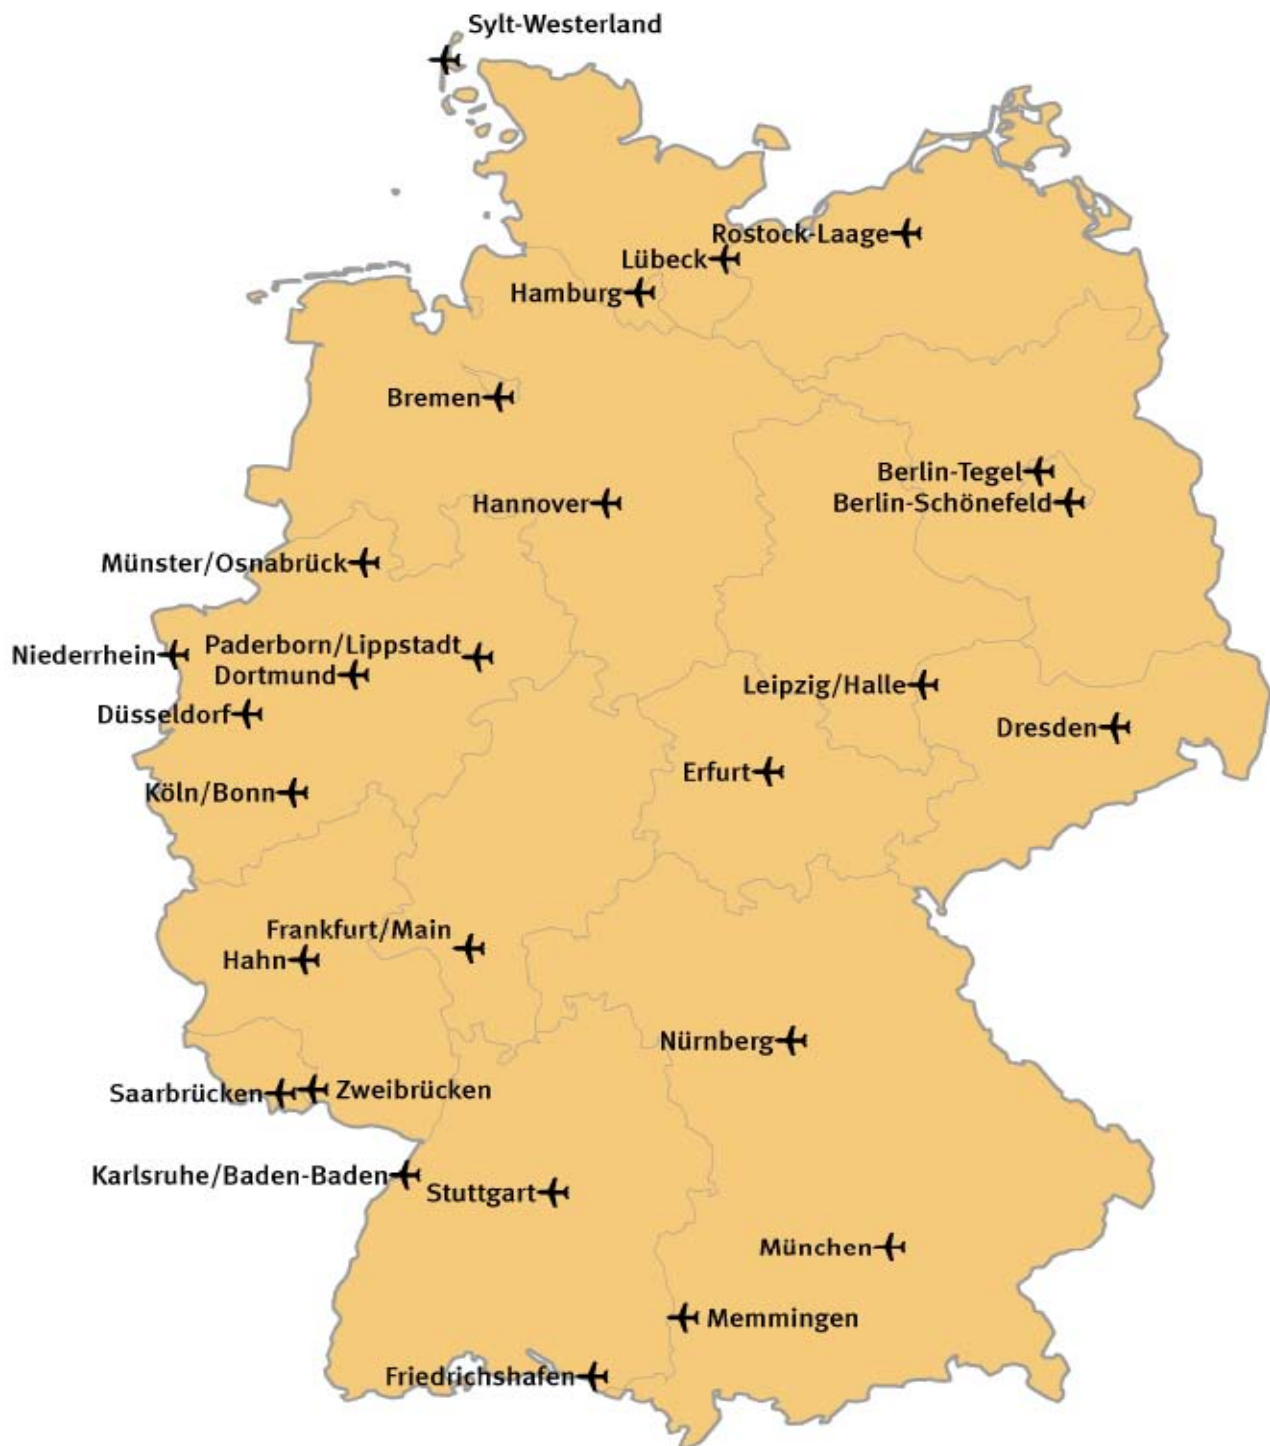 Sylt-Westerland
Rostock-Laage
Lübeck
Hamburg
Bremen
Berlin-Tegel
Hannover
Berlin-Schönefeld
Münster/Osnabrück
Niederrhein
Paderborn/Lippstadt
Dortmund
Leipzig/Halle
Düsseldorf
Dresden
Erfurt
Köln/Bonn
Frankfurt/Main
Hahn
Nürnberg
Saarbrücken
Zweibrücken
Karlsruhe/Baden-Baden
Stuttgart
München
Memmingen
Friedrichshafen